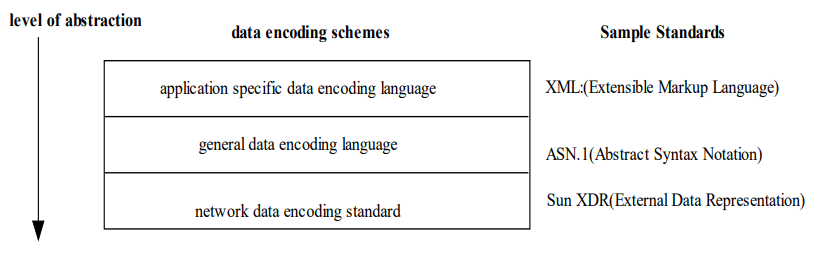 level of abstraction
data encoding schemes
Sample Standards
application specific data encoding language
XML:(Extensible Markup Language)
general data encoding language
ASN.1(Abstract Syntax Notation)
network data encoding standard
Sun XDR(External Data Representation)